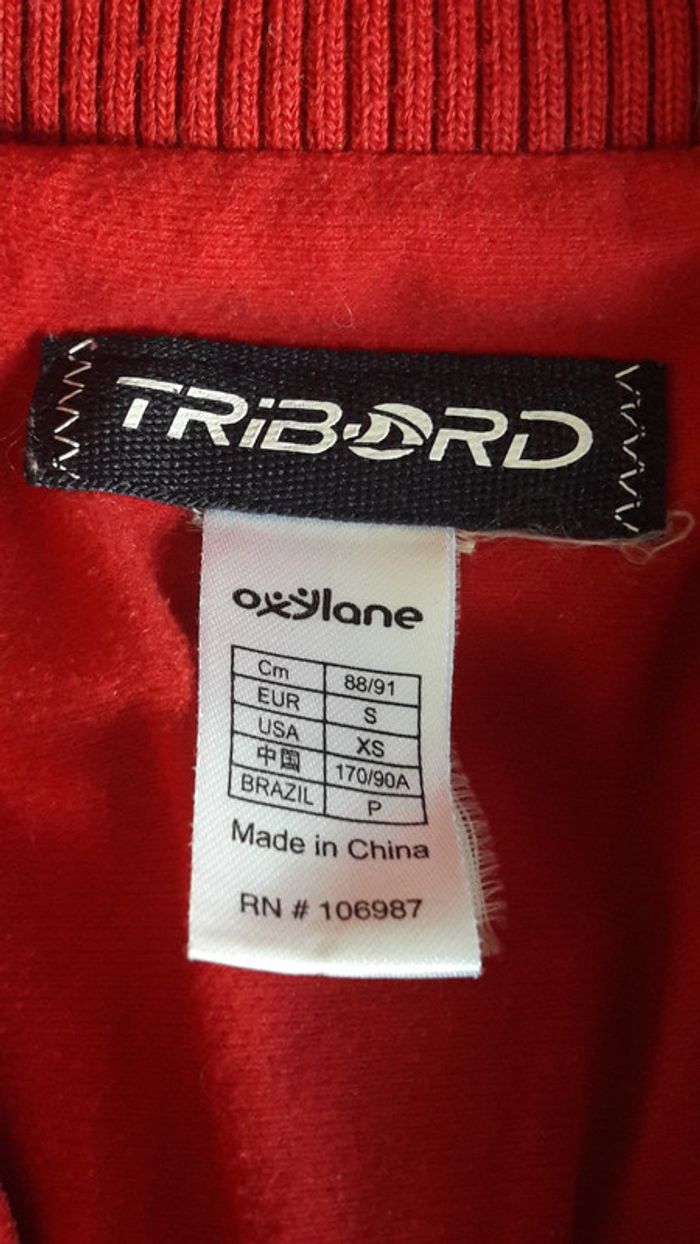 TRiBORD
oxylane
Cm 88/91
EUR S
USA XS
中国 170/90A
BRAZIL P
Made in China
RN # 106987